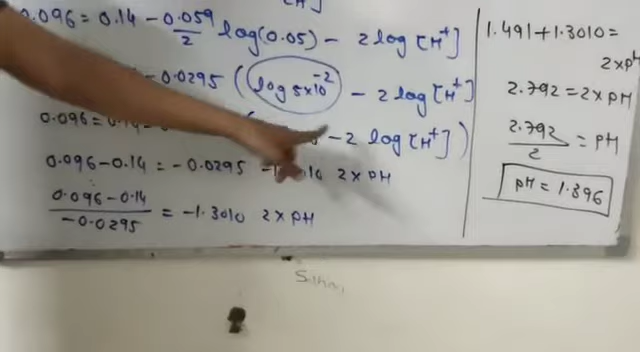 0.096 = 0.14 - 0.059/2 log(0.05) - 2 log [H⁺]
- 0.0295 (log 5×10⁻² - 2 log [H⁺]
0.096 = 0.14 - 2 log [H⁺])
0.096 - 0.14 = - 0.0295 2 × pH
0.096 - 0.14 / -0.0295 = -1.3010 2 × pH
1.491 + 1.3010 =
2 × pH
2.792 = 2 × pH
2.792/2 = pH
pH = 1.396